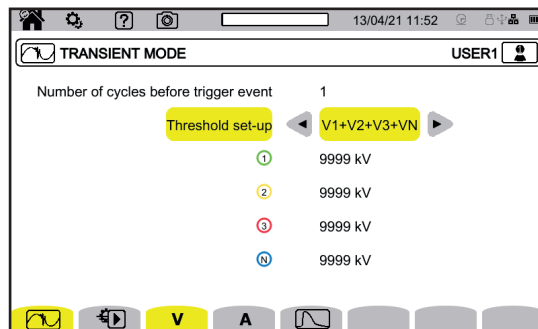 ? 13/04/21 11:52
TRANSIENT MODE USER1
Number of cycles before trigger event 1
Threshold set-up V1+V2+V3+VN
1 9999 kV
2 9999 kV
3 9999 kV
N 9999 kV
V A